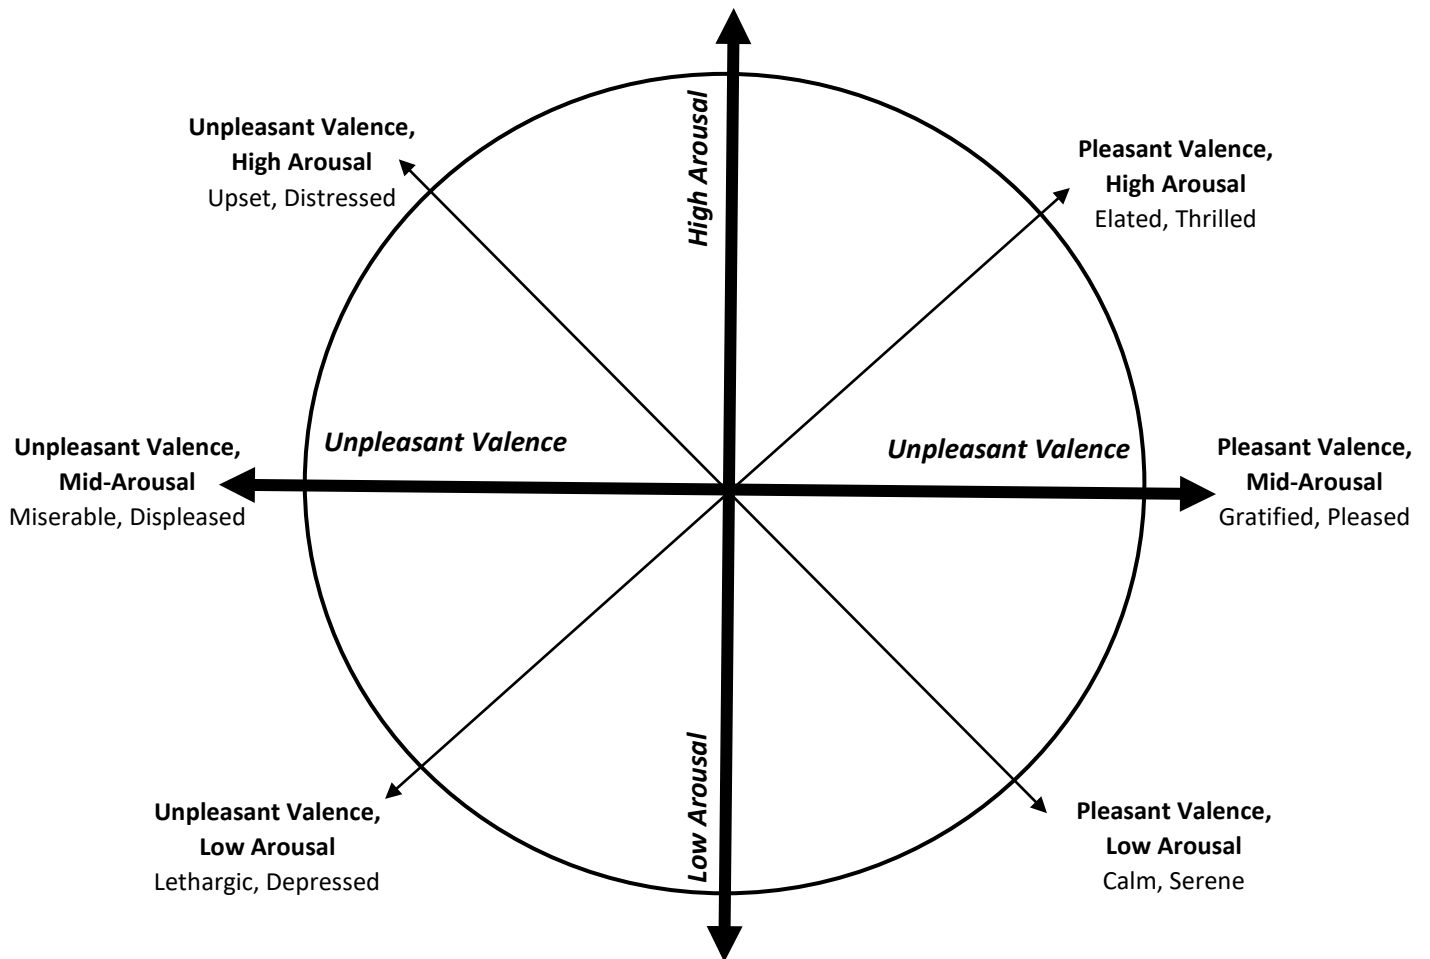 High Arousal
Unpleasant Valence,
High Arousal
Upset, Distressed
Pleasant Valence,
High Arousal
Elated, Thrilled
Unpleasant Valence,
Mid-Arousal
Miserable, Displeased
Unpleasant Valence
Unpleasant Valence
Pleasant Valence,
Mid-Arousal
Gratified, Pleased
Low Arousal
Unpleasant Valence,
Low Arousal
Lethargic, Depressed
Pleasant Valence,
Low Arousal
Calm, Serene